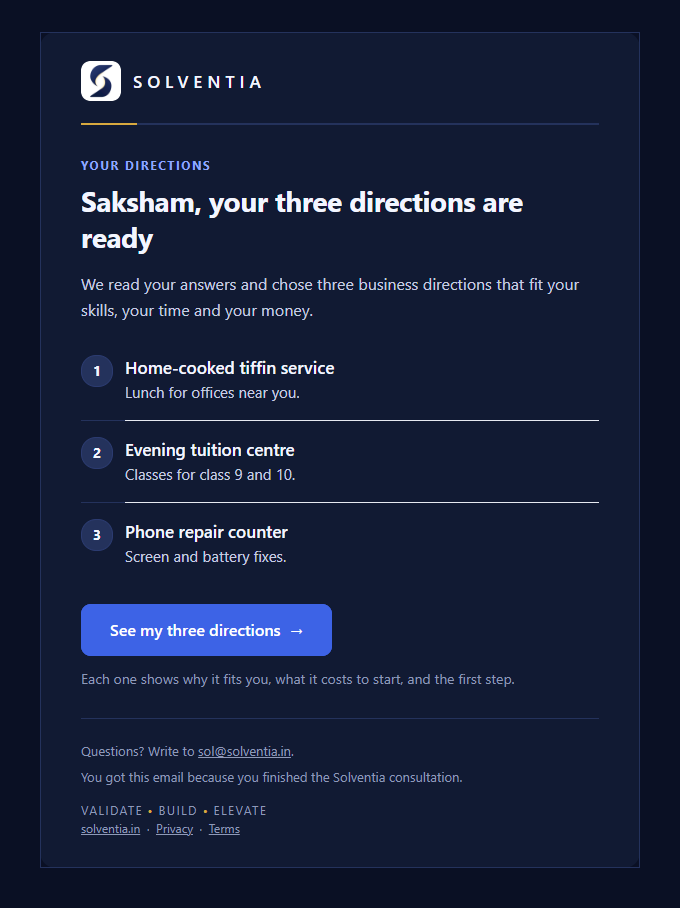 SOLVENTIA
YOUR DIRECTIONS
Saksham, your three directions are
ready
We read your answers and chose three business directions that fit your
skills, your time and your money.
1
Home-cooked tiffin service
Lunch for offices near you.
2
Evening tuition centre
Classes for class 9 and 10.
3
Phone repair counter
Screen and battery fixes.
See my three directions →
Each one shows why it fits you, what it costs to start, and the first step.
Questions? Write to sol@solventia.in.
You got this email because you finished the Solventia consultation.
VALIDATE • BUILD • ELEVATE
solventia.in · Privacy · Terms